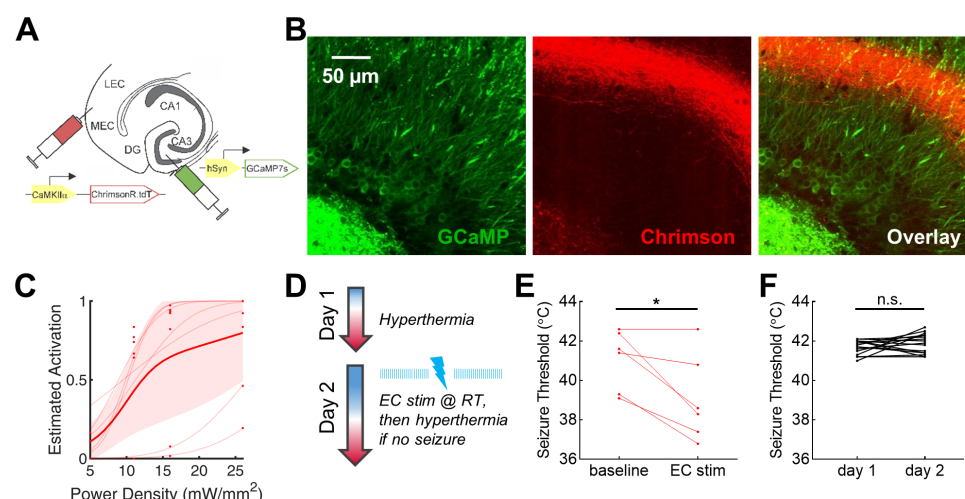 A
LEC
MEC
CA1
CA3
DG
hSyn
GCaMP7s
CaMKIIα
ChrimsonR.tdT
B
50 µm
GCaMP
Chrimson
Overlay
C
Estimated Activation
1
0.5
0
5
10
15
20
25
Power Density (mW/mm²)
D
Day 1
Hyperthermia
Day 2
EC stim @ RT,
then hyperthermia
if no seizure
E
*
Seizure Threshold (°C)
44
42
40
38
36
baseline
EC stim
F
n.s.
Seizure Threshold (°C)
44
42
40
38
36
day 1
day 2